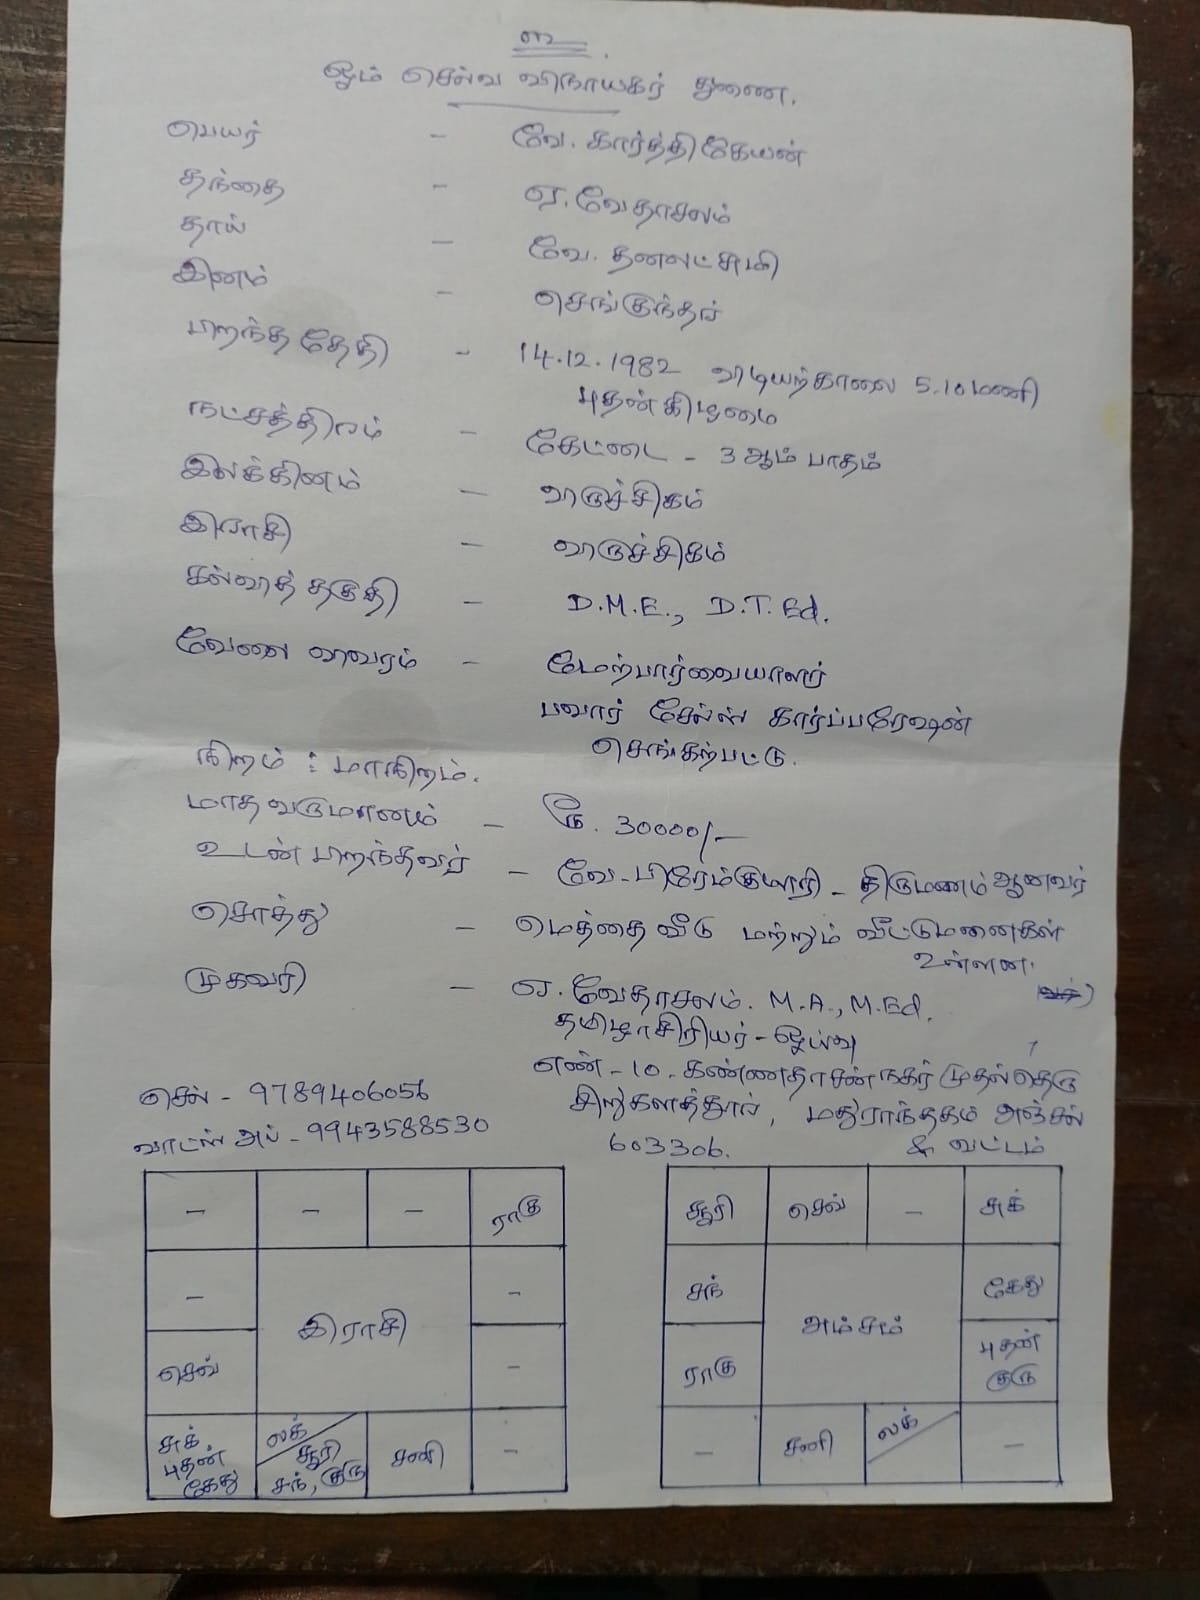 உ
ஓம் செல்வ விநாயகர் துணை.
பெயர் - வே. கார்த்திகேயன்
தந்தை - ஏ. வேதாசலம்
தாய் - வே. தனலட்சுமி
இனம் - செங்குந்தர்
பிறந்த தேதி - 14.12.1982 விடியற்காலை 5.10 மணி
புதன்கிழமை
நட்சத்திரம் - கேட்டை - 3 ஆம் பாதம்
இலக்கினம் - விருச்சிகம்
இராசி - விருச்சிகம்
கல்வித் தகுதி - D.M.E., D.T.Ed.
வேலை விவரம் - மேற்பார்வையாளர்
பவார் சேல்ஸ் கார்ப்பரேஷன்
செங்கற்பட்டு.
நிறம் : மாநிறம்.
மாத வருமானம் - ரூ. 30000/-
உடன் பிறந்தவர் - வே. பிரேம்குமாரி - திருமணம் ஆனவர்
சொத்து - மெத்தை வீடு மற்றும் வீட்டுமனைகள்
உள்ளன.
முகவரி - ஏ. வேதாசலம். M.A., M.Ed.
தமிழாசிரியர் - ஓய்வு
எண் - 10. கண்ணதாசன் நகர் முதல் தெரு
சிறுகளத்தூர், மதுராந்தகம் அஞ்சல்
603306. & வட்டம்
செல் - 9789406056
வாட்ஸ் அப் - 9943588530
- - - ராகு
- இராசி -
செவ் -
சுக் புதன் கேது லக் சூரி சந், குரு சனி -
சூரி செவ் - சுக்
சந் அம்சம் கேது
ராகு புதன் குரு
- சனி லக் -